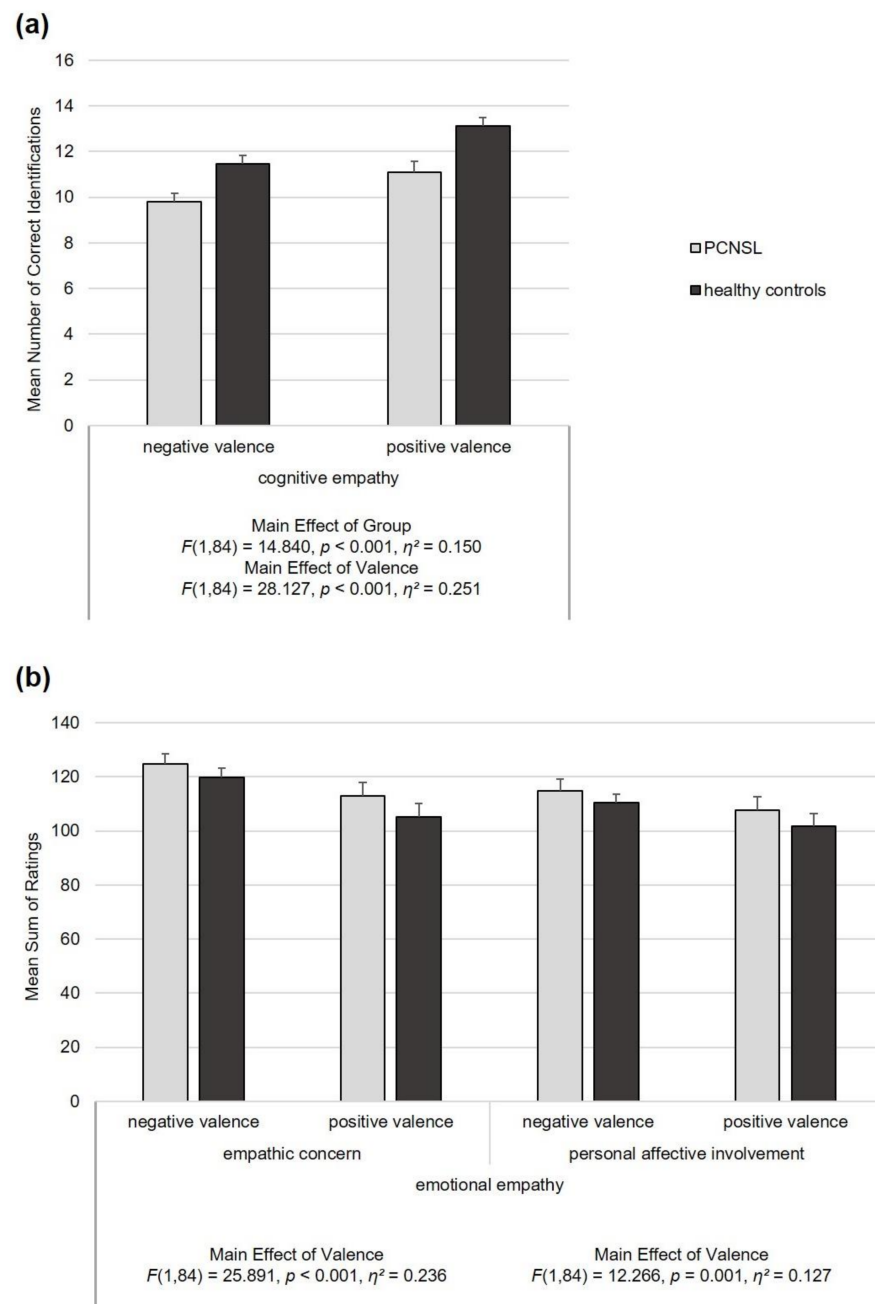 (a)
16
14
12
10
8
6
4
2
0
Mean Number of Correct Identifications
PCNSL
healthy controls
negative valence positive valence
cognitive empathy
Main Effect of Group
F(1,84) = 14.840, p < 0.001, η² = 0.150
Main Effect of Valence
F(1,84) = 28.127, p < 0.001, η² = 0.251
(b)
140
120
100
80
60
40
20
0
Mean Sum of Ratings
negative valence positive valence negative valence positive valence
empathic concern personal affective involvement
emotional empathy
Main Effect of Valence Main Effect of Valence
F(1,84) = 25.891, p < 0.001, η² = 0.236 F(1,84) = 12.266, p = 0.001, η² = 0.127